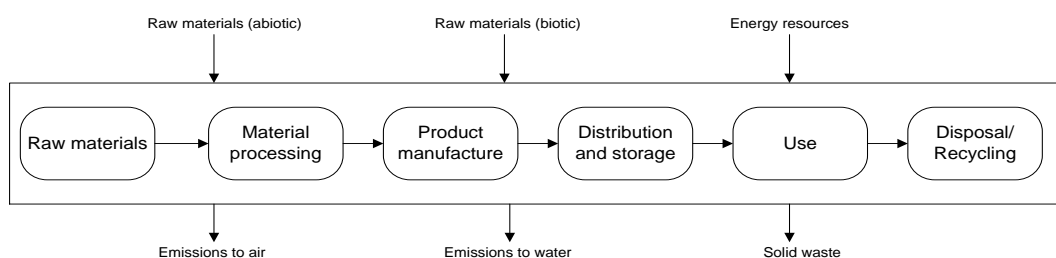 Raw materials (abiotic)
Raw materials (biotic)
Energy resources
Raw materials
Material
processing
Product
manufacture
Distribution
and storage
Use
Disposal/
Recycling
Emissions to air
Emissions to water
Solid waste